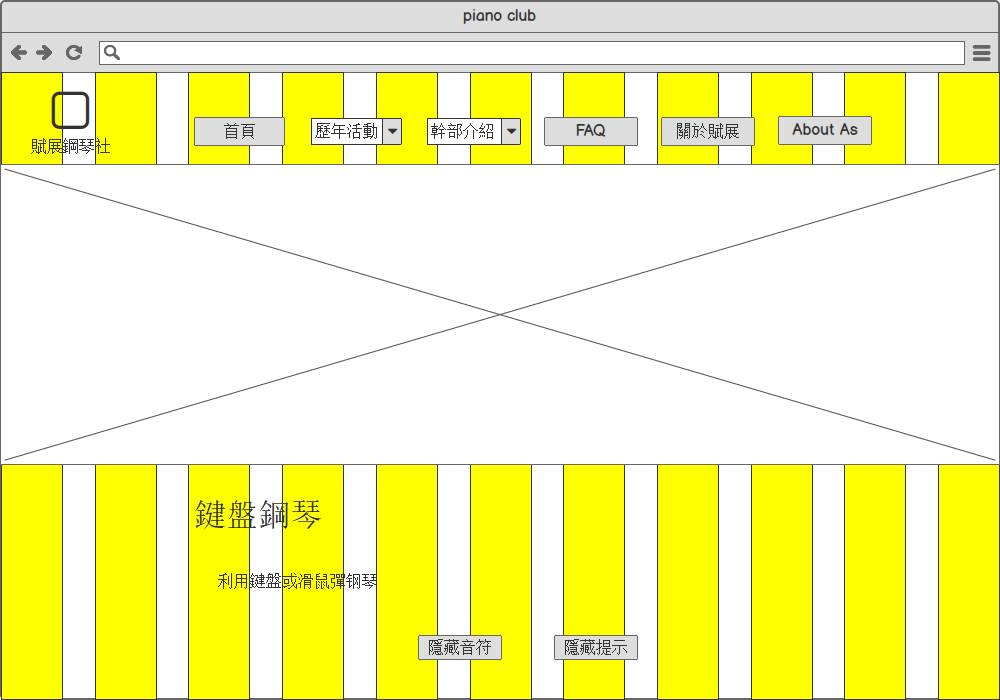 piano club
首頁
歷年活動
幹部介紹
FAQ
關於賦展
About As
賦展鋼琴社
鍵盤鋼琴
利用鍵盤或滑鼠彈钢琴
隱藏音符
隱藏提示